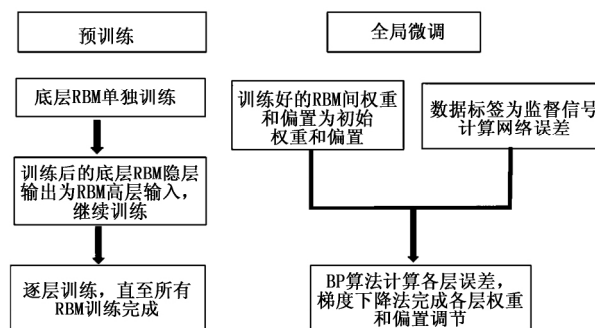 预训练
全局微调
底层RBM单独训练
训练后的底层RBM隐层
输出为RBM高层输入,
继续训练
逐层训练,直至所有
RBM训练完成
训练好的RBM间权重
和偏置为初始
权重和偏置
数据标签为监督信号
计算网络误差
BP算法计算各层误差,
梯度下降法完成各层权重
和偏置调节